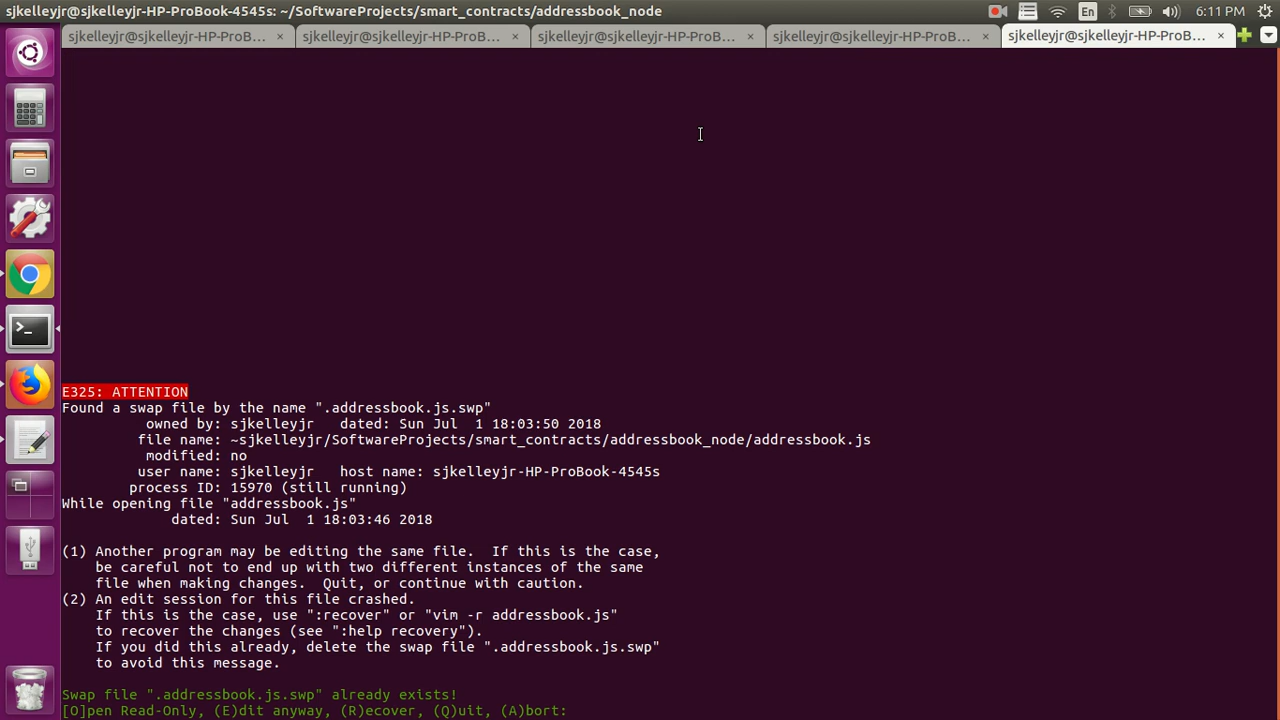 sjkelleyjr@sjkelleyjr-HP-ProBook-4545s: ~/SoftwareProjects/smart_contracts/addressbook_node
En
6:11 PM
sjkelleyjr@sjkelleyjr-HP-ProB... ×
sjkelleyjr@sjkelleyjr-HP-ProB... ×
sjkelleyjr@sjkelleyjr-HP-ProB... ×
sjkelleyjr@sjkelleyjr-HP-ProB... ×
sjkelleyjr@sjkelleyjr-HP-ProB... ×
E325: ATTENTION
Found a swap file by the name ".addressbook.js.swp"
owned by: sjkelleyjr   dated: Sun Jul  1 18:03:50 2018
file name: ~sjkelleyjr/SoftwareProjects/smart_contracts/addressbook_node/addressbook.js
modified: no
user name: sjkelleyjr   host name: sjkelleyjr-HP-ProBook-4545s
process ID: 15970 (still running)
While opening file "addressbook.js"
dated: Sun Jul  1 18:03:46 2018
(1) Another program may be editing the same file.  If this is the case,
be careful not to end up with two different instances of the same
file when making changes.  Quit, or continue with caution.
(2) An edit session for this file crashed.
If this is the case, use ":recover" or "vim -r addressbook.js"
to recover the changes (see ":help recovery").
If you did this already, delete the swap file ".addressbook.js.swp"
to avoid this message.
Swap file ".addressbook.js.swp" already exists!
[O]pen Read-Only, (E)dit anyway, (R)ecover, (Q)uit, (A)bort: